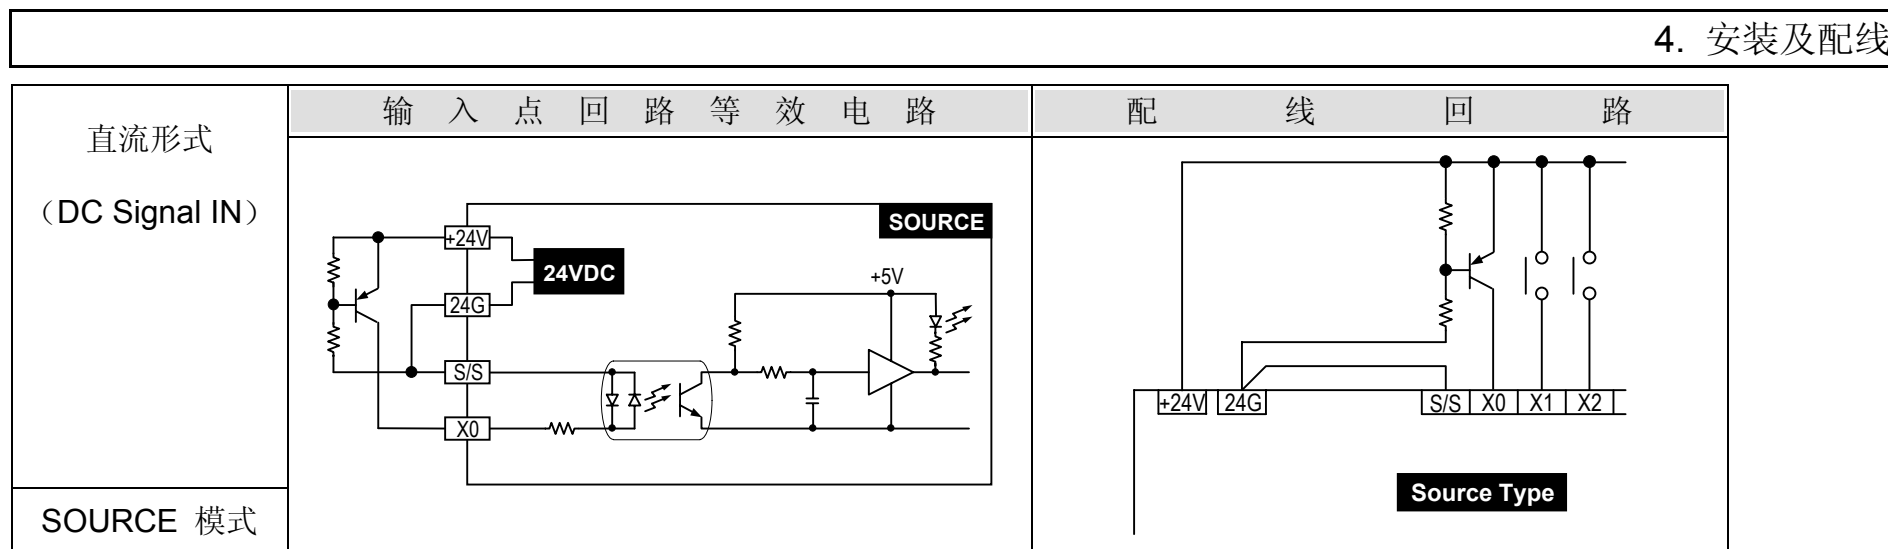 4. 安装及配线
直流形式
（DC Signal IN）
SOURCE 模式
输 入 点 回 路 等 效 电 路
SOURCE
+24V
24VDC
+5V
24G
S/S
X0
配 线 回 路
+24V 24G S/S X0 X1 X2
Source Type